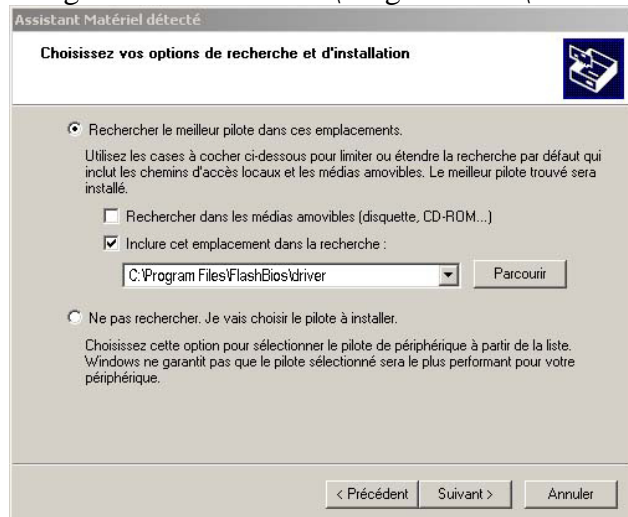 Assistant Matériel détecté
Choisissez vos options de recherche et d'installation
Rechercher le meilleur pilote dans ces emplacements.
Utilisez les cases à cocher ci-dessous pour limiter ou étendre la recherche par défaut qui
inclut les chemins d'accès locaux et les médias amovibles. Le meilleur pilote trouvé sera
installé.
Rechercher dans les médias amovibles (disquette, CD-ROM...)
Inclure cet emplacement dans la recherche :
C:\Program Files\FlashBios\driver
Parcourir
Ne pas rechercher. Je vais choisir le pilote à installer.
Choisissez cette option pour sélectionner le pilote de périphérique à partir de la liste.
Windows ne garantit pas que le pilote sélectionné sera le plus performant pour votre
périphérique.
< Précédent Suivant > Annuler